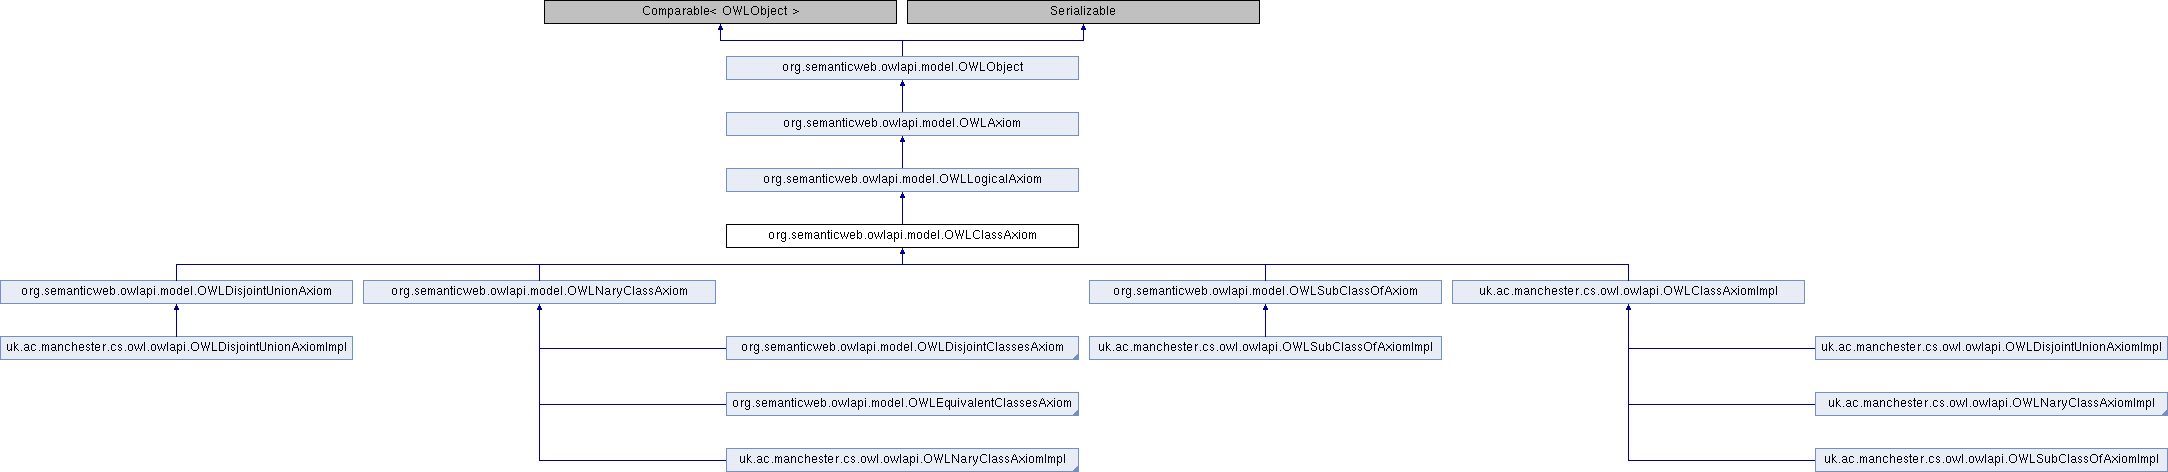 Comparable< OWLObject >
Serializable
org.semanticweb.owlapi.model.OWLObject
org.semanticweb.owlapi.model.OWLAxiom
org.semanticweb.owlapi.model.OWLLogicalAxiom
org.semanticweb.owlapi.model.OWLClassAxiom
org.semanticweb.owlapi.model.OWLDisjointUnionAxiom
org.semanticweb.owlapi.model.OWLNaryClassAxiom
org.semanticweb.owlapi.model.OWLSubClassOfAxiom
uk.ac.manchester.cs.owl.owlapi.OWLClassAxiomImpl
uk.ac.manchester.cs.owl.owlapi.OWLDisjointUnionAxiomImpl
org.semanticweb.owlapi.model.OWLDisjointClassesAxiom
uk.ac.manchester.cs.owl.owlapi.OWLSubClassOfAxiomImpl
uk.ac.manchester.cs.owl.owlapi.OWLDisjointUnionAxiomImpl
org.semanticweb.owlapi.model.OWLEquivalentClassesAxiom
uk.ac.manchester.cs.owl.owlapi.OWLNaryClassAxiomImpl
uk.ac.manchester.cs.owl.owlapi.OWLNaryClassAxiomImpl
uk.ac.manchester.cs.owl.owlapi.OWLSubClassOfAxiomImpl